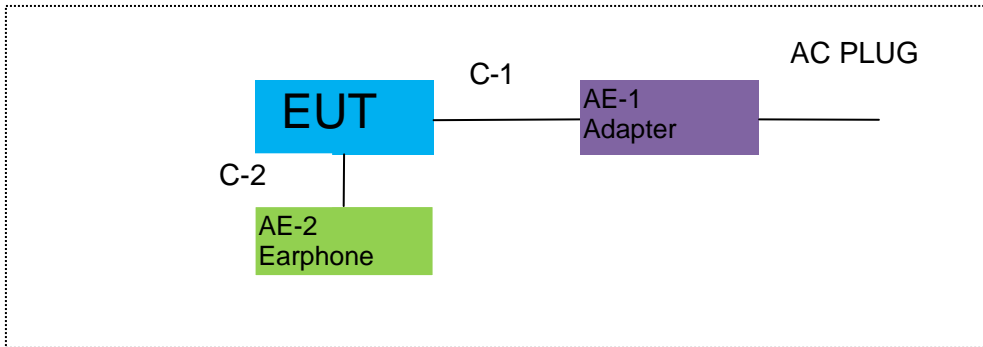 AC PLUG
C-1
EUT
AE-1
Adapter
C-2
AE-2
Earphone